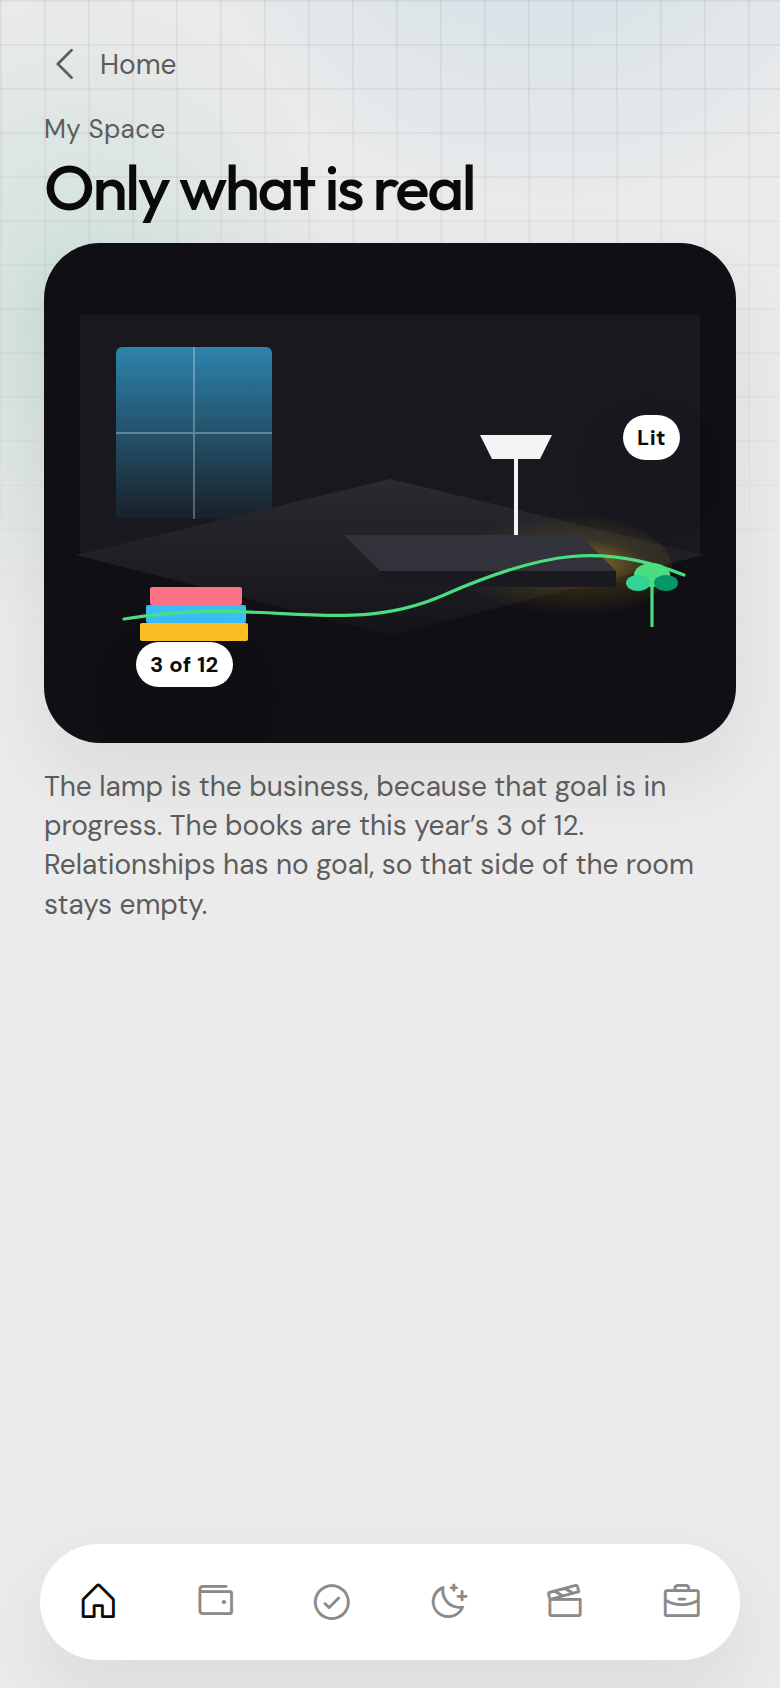 Home
My Space
Only what is real
Lit
3 of 12
The lamp is the business, because that goal is in
progress. The books are this year’s 3 of 12.
Relationships has no goal, so that side of the room
stays empty.